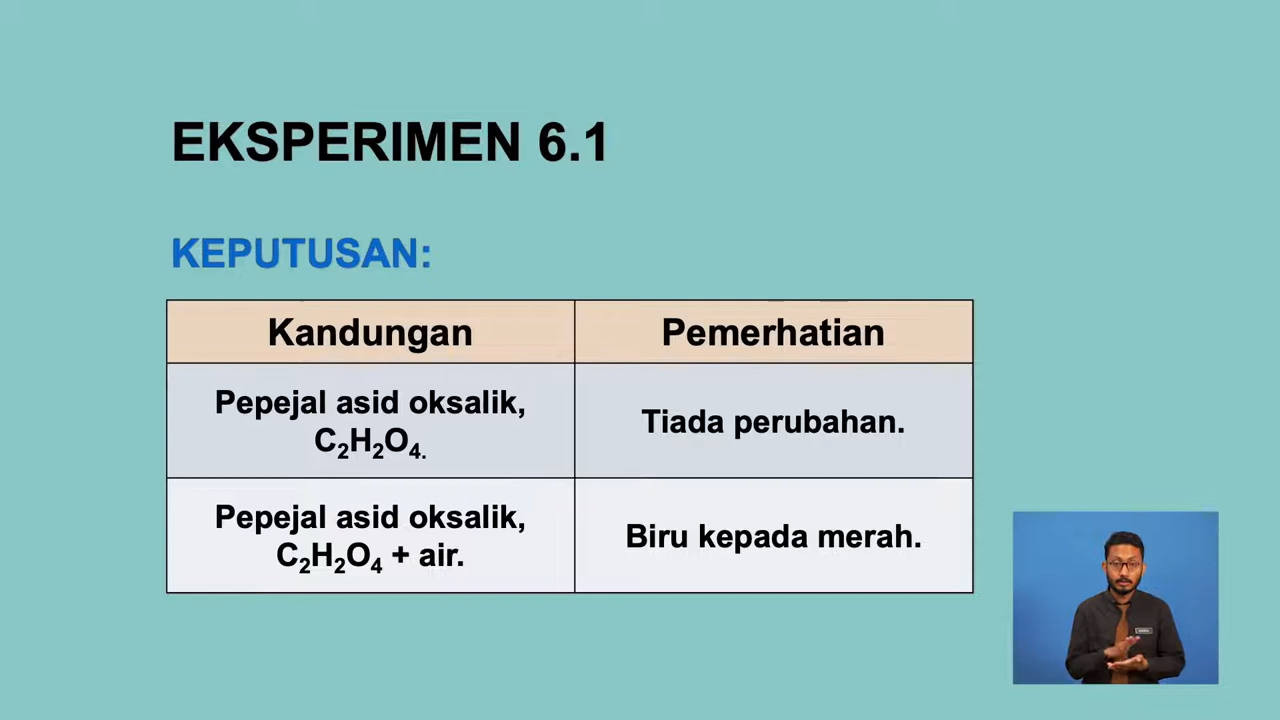 EKSPERIMEN 6.1
KEPUTUSAN:
Kandungan
Pemerhatian
Pepejal asid oksalik,
C₂H₂O₄.
Tiada perubahan.
Pepejal asid oksalik,
C₂H₂O₄ + air.
Biru kepada merah.